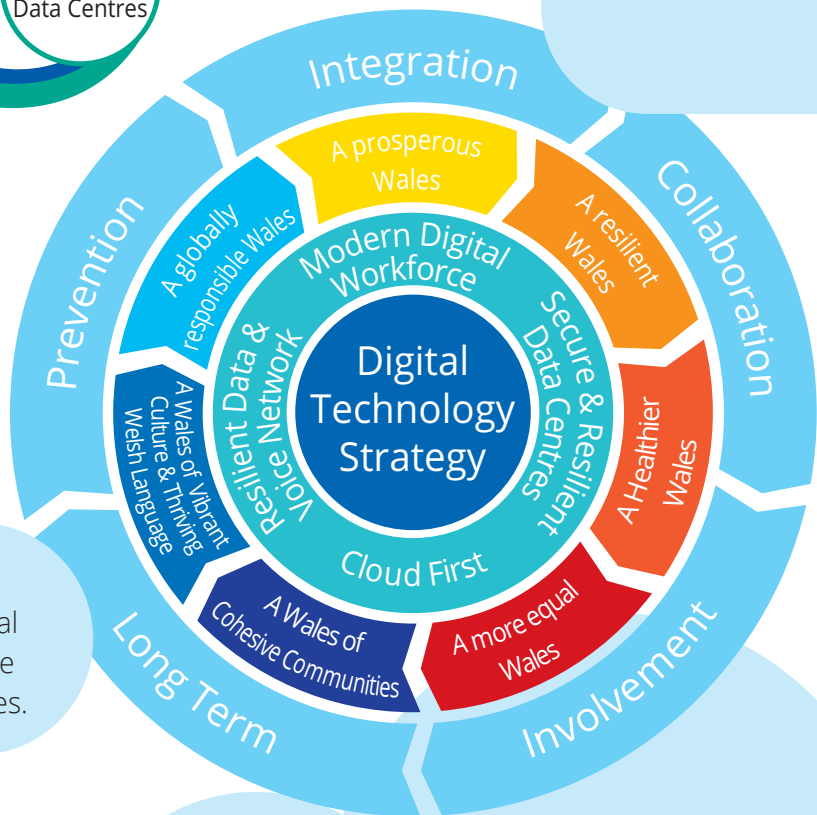 Data Centres
Integration
Collaboration
Involvement
Long Term
Prevention
A prosperous
Wales
A resilient
Wales
A Healthier
Wales
A more equal
Wales
A Wales of
Cohesive Communities
A Wales of Vibrant
Culture & Thriving
Welsh Language
A globally
responsible Wales
Modern Digital
Workforce
Secure & Resilient
Data Centres
Cloud First
Resilient Data &
Voice Network
Digital
Technology
Strategy
al
e
es.